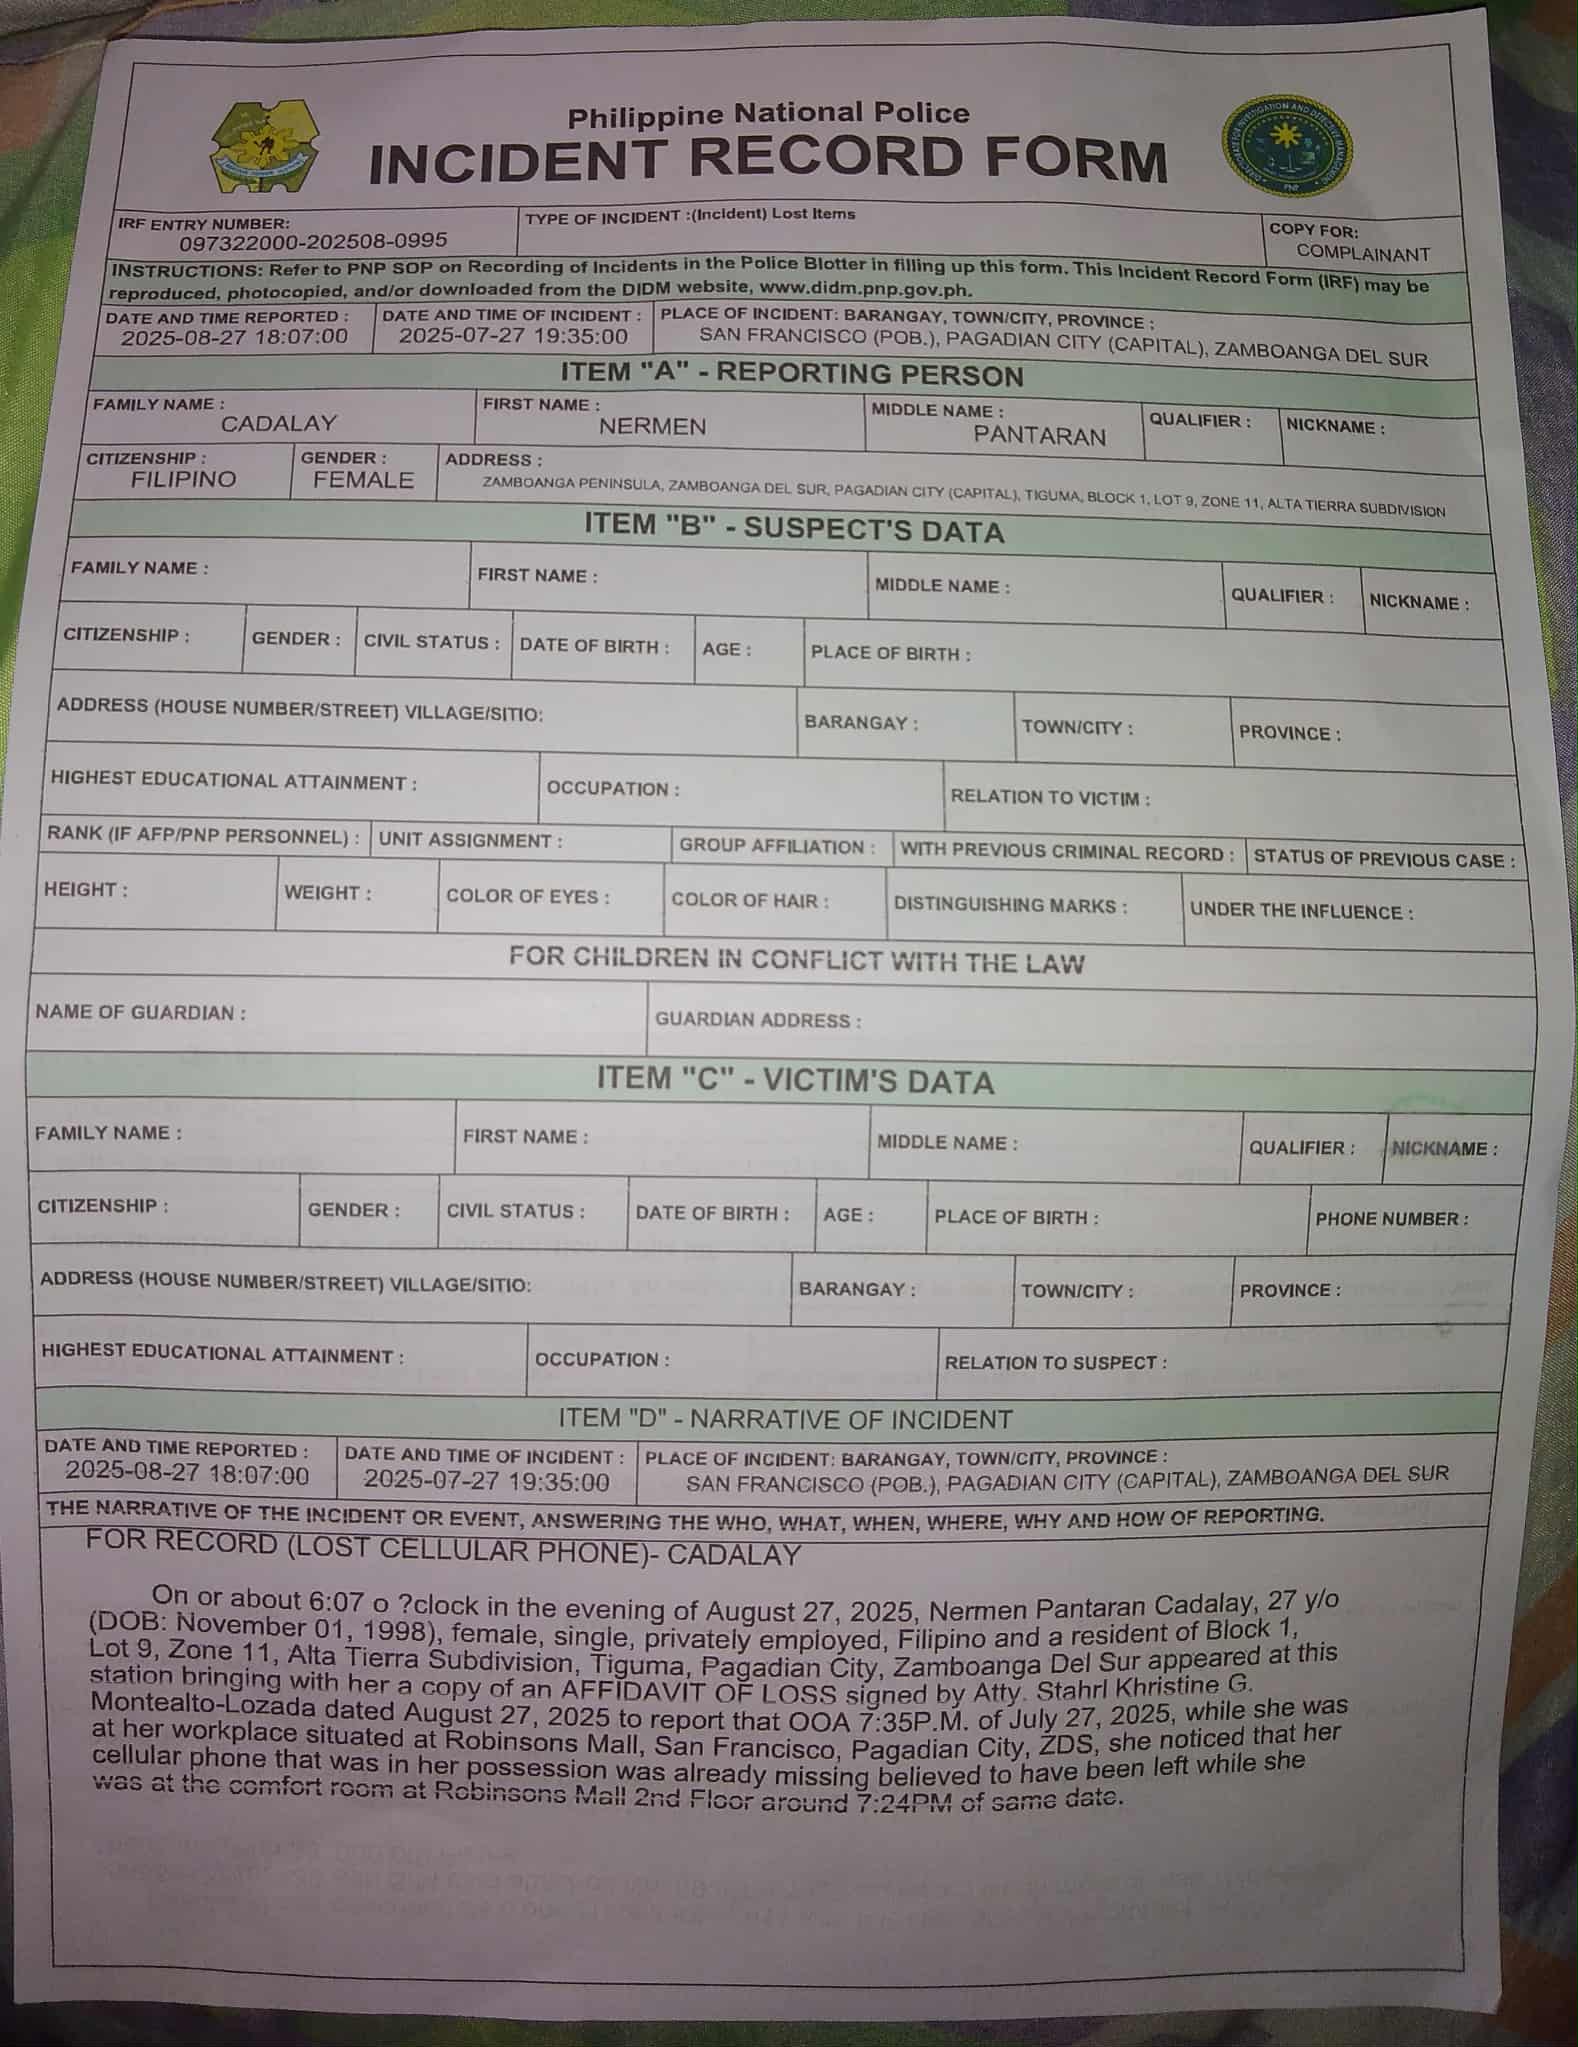 Philippine National Police
INCIDENT RECORD FORM
IRF ENTRY NUMBER:
097322000-202508-0995
TYPE OF INCIDENT :(Incident) Lost Items
COPY FOR:
COMPLAINANT
INSTRUCTIONS: Refer to PNP SOP on Recording of Incidents in the Police Blotter in filling up this form. This Incident Record Form (IRF) may be
reproduced, photocopied, and/or downloaded from the DIDM website, www.didm.pnp.gov.ph.
DATE AND TIME REPORTED :
2025-08-27 18:07:00
DATE AND TIME OF INCIDENT :
2025-07-27 19:35:00
PLACE OF INCIDENT: BARANGAY, TOWN/CITY, PROVINCE :
SAN FRANCISCO (POB.), PAGADIAN CITY (CAPITAL), ZAMBOANGA DEL SUR
ITEM "A" - REPORTING PERSON
FAMILY NAME :
CADALAY
FIRST NAME :
NERMEN
MIDDLE NAME :
PANTARAN
QUALIFIER :
NICKNAME :
CITIZENSHIP :
FILIPINO
GENDER :
FEMALE
ADDRESS :
ZAMBOANGA PENINSULA, ZAMBOANGA DEL SUR, PAGADIAN CITY (CAPITAL), TIGUMA, BLOCK 1, LOT 9, ZONE 11, ALTA TIERRA SUBDIVISION
ITEM "B" - SUSPECT'S DATA
FAMILY NAME :
FIRST NAME :
MIDDLE NAME :
QUALIFIER :
NICKNAME :
CITIZENSHIP :
GENDER :
CIVIL STATUS :
DATE OF BIRTH :
AGE :
PLACE OF BIRTH :
ADDRESS (HOUSE NUMBER/STREET) VILLAGE/SITIO:
BARANGAY :
TOWN/CITY :
PROVINCE :
HIGHEST EDUCATIONAL ATTAINMENT :
OCCUPATION :
RELATION TO VICTIM :
RANK (IF AFP/PNP PERSONNEL) :
UNIT ASSIGNMENT :
GROUP AFFILIATION :
WITH PREVIOUS CRIMINAL RECORD :
STATUS OF PREVIOUS CASE :
HEIGHT :
WEIGHT :
COLOR OF EYES :
COLOR OF HAIR :
DISTINGUISHING MARKS :
UNDER THE INFLUENCE :
FOR CHILDREN IN CONFLICT WITH THE LAW
NAME OF GUARDIAN :
GUARDIAN ADDRESS :
ITEM "C" - VICTIM'S DATA
FAMILY NAME :
FIRST NAME :
MIDDLE NAME :
QUALIFIER :
NICKNAME :
CITIZENSHIP :
GENDER :
CIVIL STATUS :
DATE OF BIRTH :
AGE :
PLACE OF BIRTH :
PHONE NUMBER :
ADDRESS (HOUSE NUMBER/STREET) VILLAGE/SITIO:
BARANGAY :
TOWN/CITY :
PROVINCE :
HIGHEST EDUCATIONAL ATTAINMENT :
OCCUPATION :
RELATION TO SUSPECT :
ITEM "D" - NARRATIVE OF INCIDENT
DATE AND TIME REPORTED :
2025-08-27 18:07:00
DATE AND TIME OF INCIDENT :
2025-07-27 19:35:00
PLACE OF INCIDENT: BARANGAY, TOWN/CITY, PROVINCE :
SAN FRANCISCO (POB.), PAGADIAN CITY (CAPITAL), ZAMBOANGA DEL SUR
THE NARRATIVE OF THE INCIDENT OR EVENT, ANSWERING THE WHO, WHAT, WHEN, WHERE, WHY AND HOW OF REPORTING.
FOR RECORD (LOST CELLULAR PHONE)- CADALAY
On or about 6:07 o ?clock in the evening of August 27, 2025, Nermen Pantaran Cadalay, 27 y/o
(DOB: November 01, 1998), female, single, privately employed, Filipino and a resident of Block 1,
Lot 9, Zone 11, Alta Tierra Subdivision, Tiguma, Pagadian City, Zamboanga Del Sur appeared at this
station bringing with her a copy of an AFFIDAVIT OF LOSS signed by Atty. Stahrl Khristine G.
Montealto-Lozada dated August 27, 2025 to report that OOA 7:35P.M. of July 27, 2025, while she was
at her workplace situated at Robinsons Mall, San Francisco, Pagadian City, ZDS, she noticed that her
cellular phone that was in her possession was already missing believed to have been left while she
was at the comfort room at Robinsons Mall 2nd Floor around 7:24PM of same date.